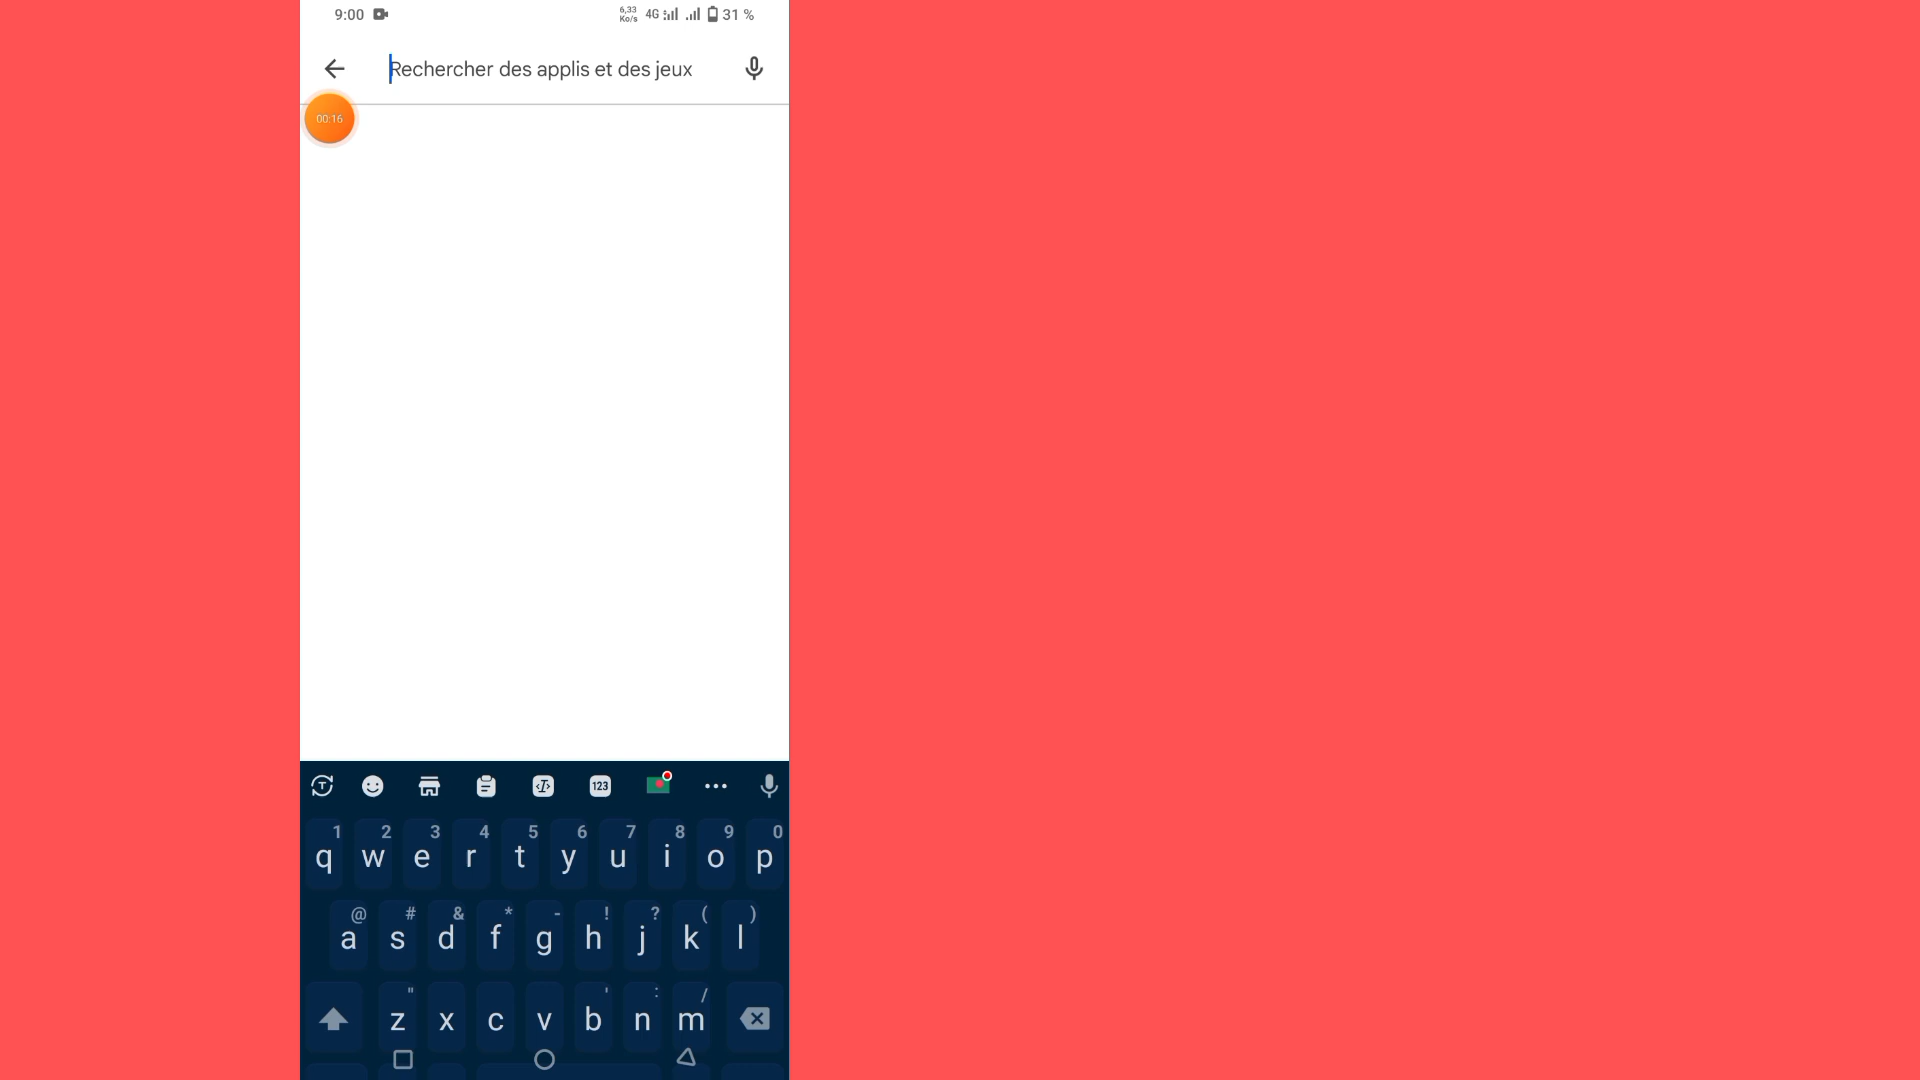 9:00 6,33 Ko/s 4G 31 %
Rechercher des applis et des jeux
00:16
T 123
1 2 3 4 5 6 7 8 9 0
q w e r t y u i o p
@ # & * - ! ? ( )
a s d f g h j k l
" ' : /
z x c v b n m